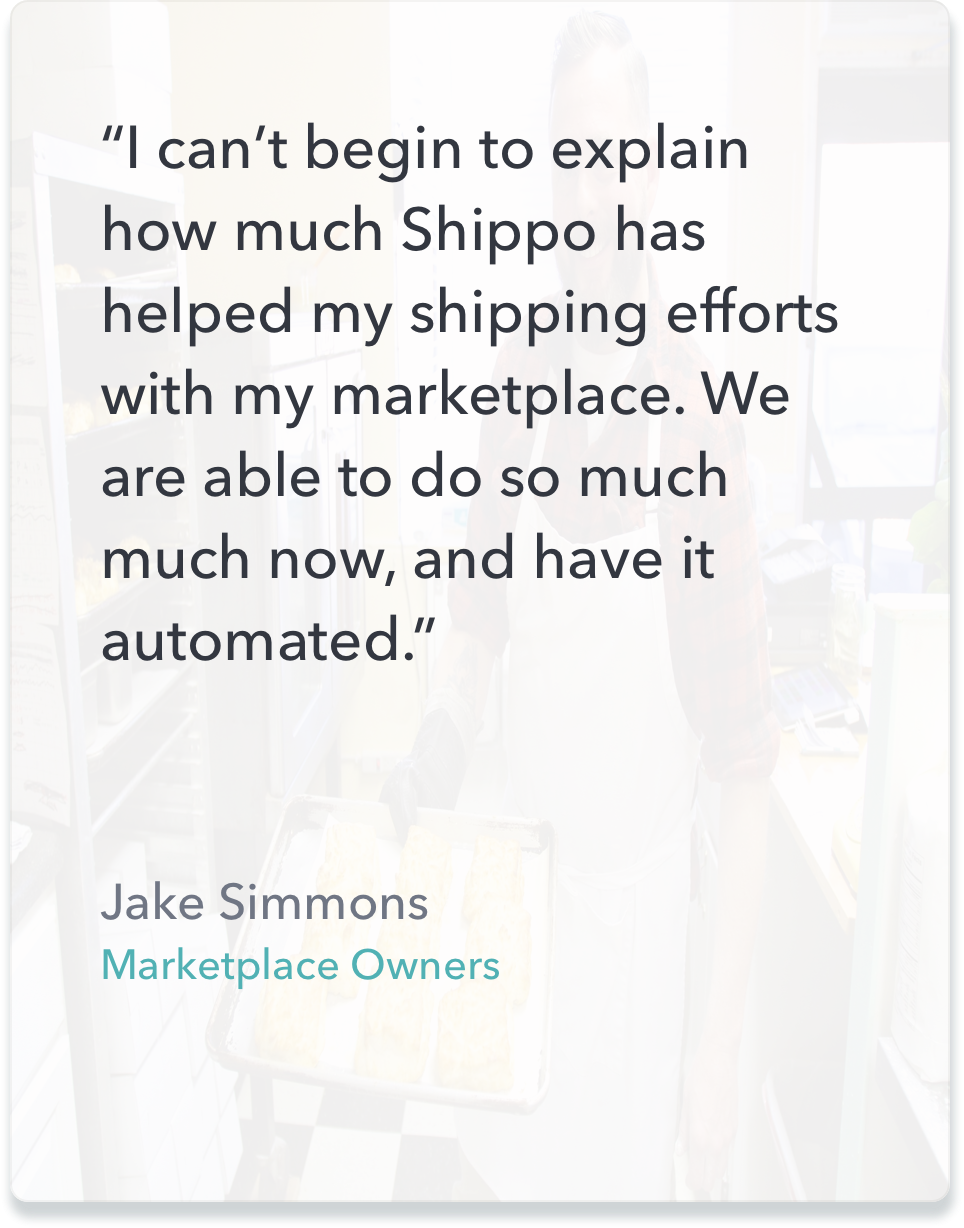 “I can’t begin to explain
how much Shippo has
helped my shipping efforts
with my marketplace. We
are able to do so much
much now, and have it
automated.”
Jake Simmons
Marketplace Owners